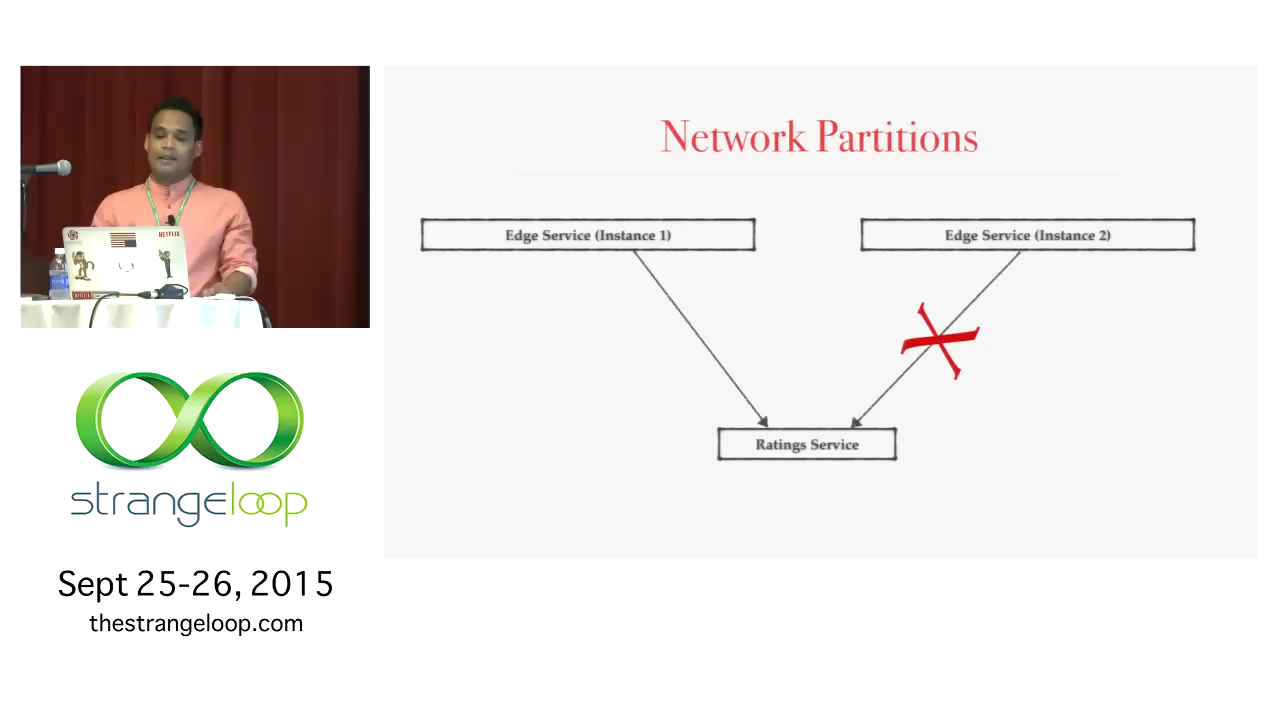 NETFLIX
Network Partitions
Edge Service (Instance 1)
Edge Service (Instance 2)
Ratings Service
strangeloop
Sept 25-26, 2015
thestrangeloop.com